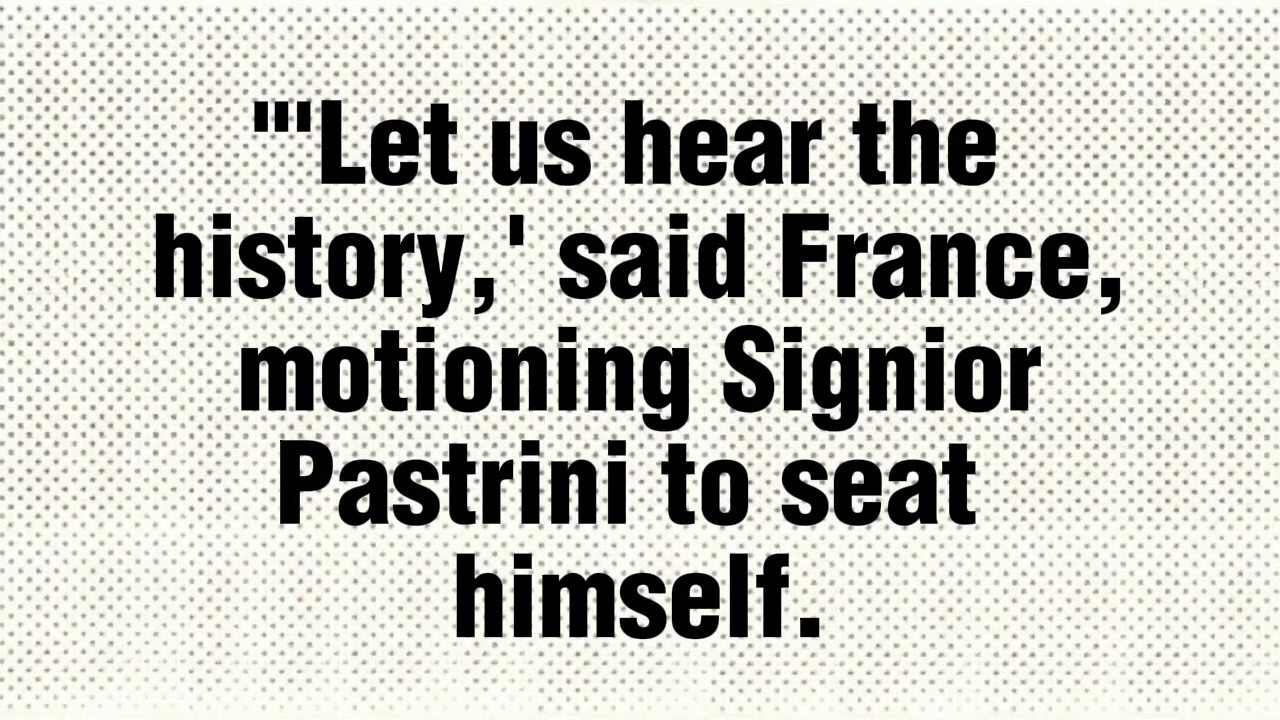 "'Let us hear the
history,' said France,
motioning Signior
Pastrini to seat
himself.